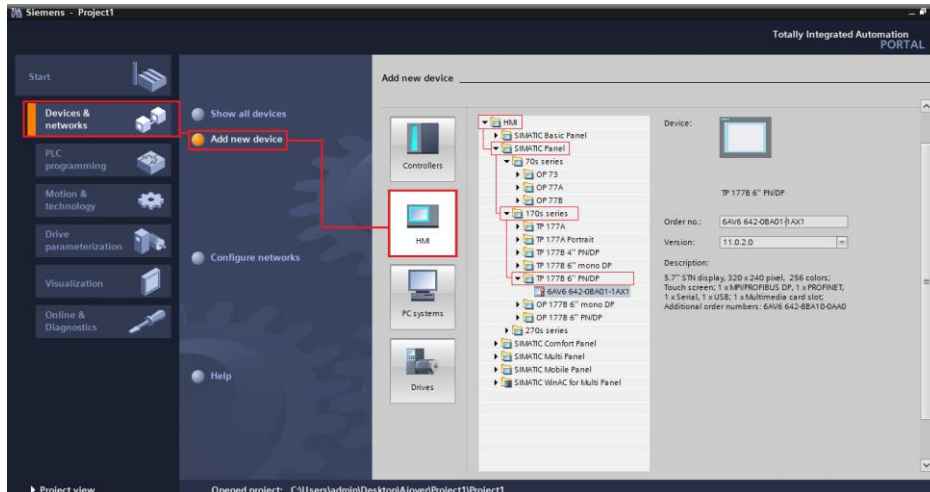 Siemens - Project1
Totally Integrated Automation
PORTAL
Start
Devices &
networks
PLC
programming
Motion &
technology
Drive
parameterization
Visualization
Online &
Diagnostics
Project view
Show all devices
Add new device
Configure networks
Help
Add new device
Controllers
HMI
PC systems
Drives
HMI
SIMATIC Basic Panel
SIMATIC Panel
70s series
OP 73
OP 77A
OP 77B
170s series
TP 177A
TP 177A Portrait
TP 177B 4" PN/DP
TP 177B 6" mono DP
TP 177B 6" PN/DP
6AV6 642-0BA01-1AX1
OP 177B 6" mono DP
OP 177B 6" PN/DP
270s series
SIMATIC Comfort Panel
SIMATIC Multi Panel
SIMATIC Mobile Panel
SIMATIC WinAC for Multi Panel
Device:
TP 177B 6" PN/DP
Order no.: 6AV6 642-0BA01-1AX1
Version: 11.0.2.0
Description:
5.7" STN display, 320 x 240 pixel, 256 colors;
Touch screen; 1 x MPI/PROFIBUS DP, 1 x PROFINET,
1 x Serial, 1 x USB; 1 x Multimedia card slot;
Additional order numbers: 6AV6 642-8BA10-0AA0
Opened project: C:\Users\admin\Desktop\Ajover\Project1\Project1